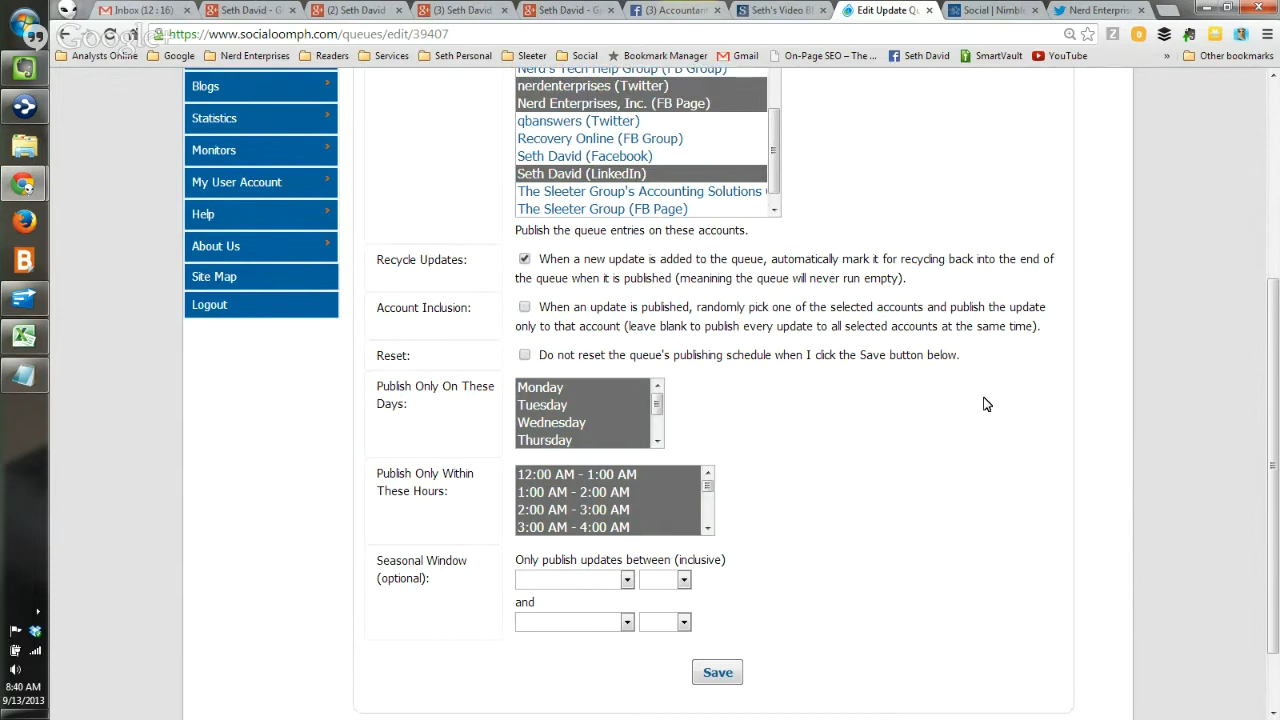 Inbox (12:16)
Seth David - G
(2) Seth David
(3) Seth David
Seth David - G
(3) Accountan
Seth's Video B
Edit Update Qu
Social | Nimbl
Nerd Enterpris
Google+
https://www.socialoomph.com/queues/edit/39407
Analysts Online
Google
Nerd Enterprises
Readers
Services
Seth Personal
Sleeter
Social
Bookmark Manager
Gmail
On-Page SEO – The ...
Seth David
SmartVault
YouTube
»
Other bookmarks
Blogs
Statistics
Monitors
My User Account
Help
About Us
Site Map
Logout
Nerd's Tech Help Group (FB Group)
nerdenterprises (Twitter)
Nerd Enterprises, Inc. (FB Page)
qbanswers (Twitter)
Recovery Online (FB Group)
Seth David (Facebook)
Seth David (LinkedIn)
The Sleeter Group's Accounting Solutions
The Sleeter Group (FB Page)
Publish the queue entries on these accounts.
Recycle Updates:
When a new update is added to the queue, automatically mark it for recycling back into the end of
the queue when it is published (meanining the queue will never run empty).
Account Inclusion:
When an update is published, randomly pick one of the selected accounts and publish the update
only to that account (leave blank to publish every update to all selected accounts at the same time).
Reset:
Do not reset the queue's publishing schedule when I click the Save button below.
Publish Only On These
Days:
Monday
Tuesday
Wednesday
Thursday
Publish Only Within
These Hours:
12:00 AM - 1:00 AM
1:00 AM - 2:00 AM
2:00 AM - 3:00 AM
3:00 AM - 4:00 AM
Seasonal Window
(optional):
Only publish updates between (inclusive)
and
Save
8:40 AM
9/13/2013